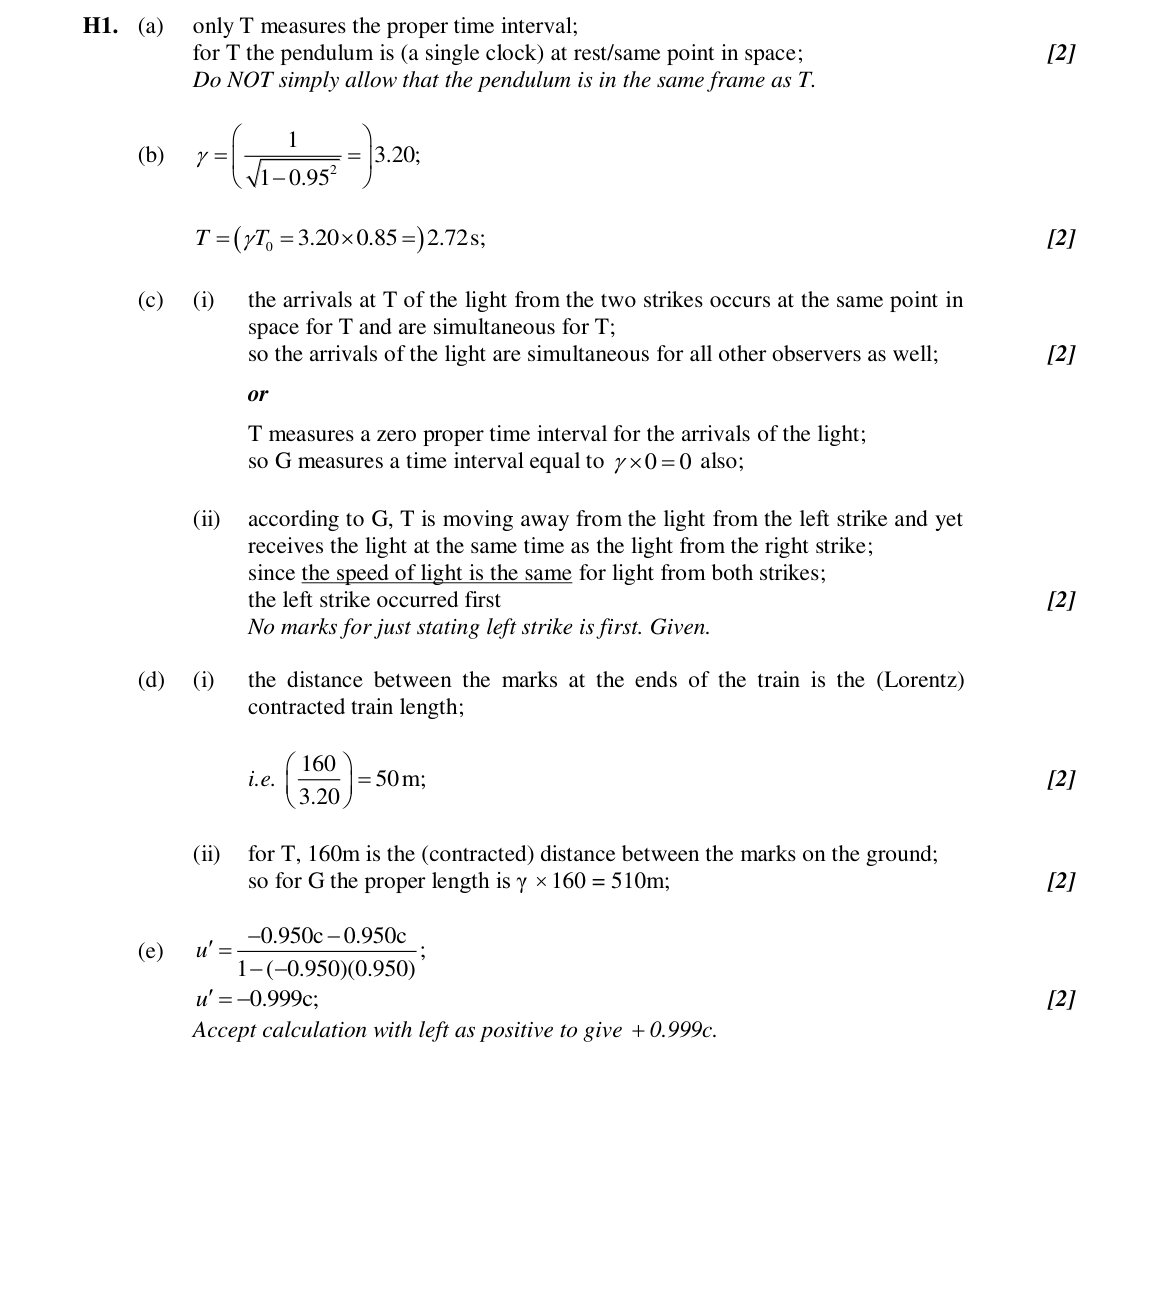 H1. (a) only T measures the proper time interval;
for T the pendulum is (a single clock) at rest/same point in space; [2]
Do NOT simply allow that the pendulum is in the same frame as T.
(b) γ = ( 1 / √(1 – 0.95²) = ) 3.20;
T = (γT₀ = 3.20 × 0.85 =) 2.72 s; [2]
(c) (i) the arrivals at T of the light from the two strikes occurs at the same point in
space for T and are simultaneous for T;
so the arrivals of the light are simultaneous for all other observers as well; [2]
or
T measures a zero proper time interval for the arrivals of the light;
so G measures a time interval equal to γ × 0 = 0 also;
(ii) according to G, T is moving away from the light from the left strike and yet
receives the light at the same time as the light from the right strike;
since the speed of light is the same for light from both strikes;
the left strike occurred first [2]
No marks for just stating left strike is first. Given.
(d) (i) the distance between the marks at the ends of the train is the (Lorentz)
contracted train length;
i.e. (160 / 3.20) = 50 m; [2]
(ii) for T, 160m is the (contracted) distance between the marks on the ground;
so for G the proper length is γ × 160 = 510m; [2]
(e) u′ = (–0.950c – 0.950c) / (1 – (–0.950)(0.950));
u′ = –0.999c; [2]
Accept calculation with left as positive to give + 0.999c.